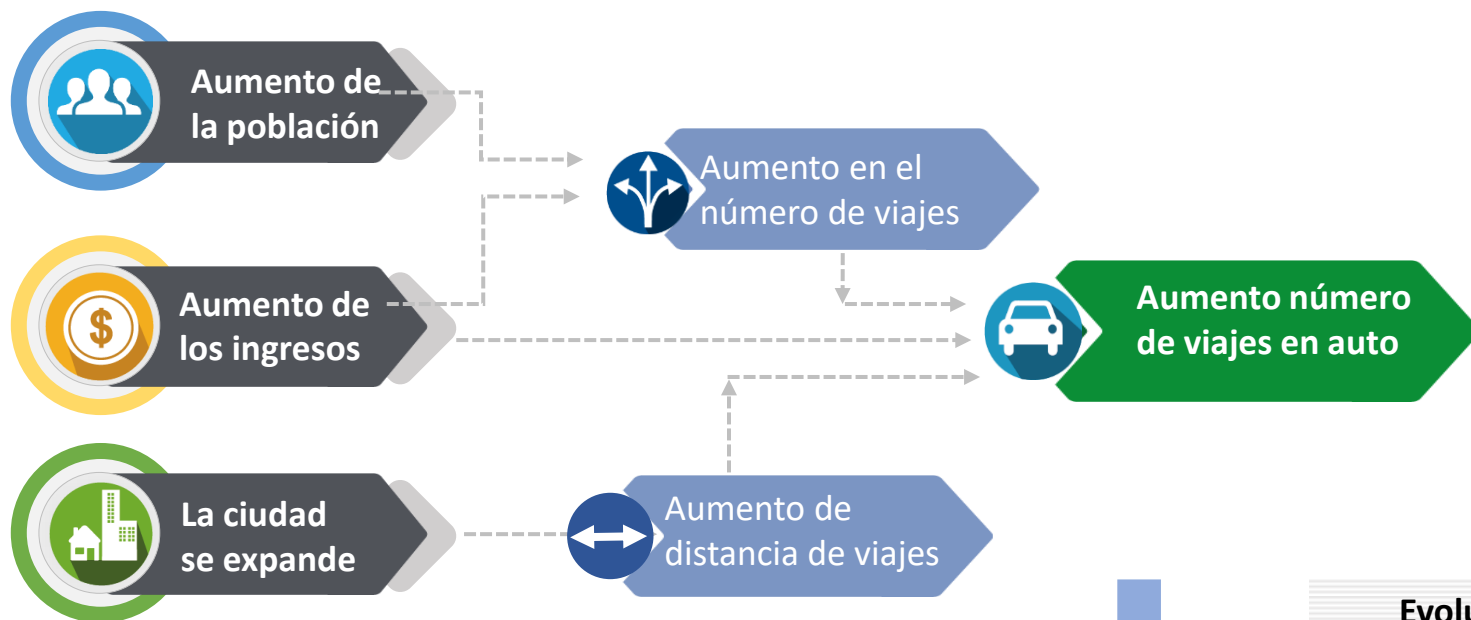 Aumento de
la población
Aumento en el
número de viajes
Aumento de
los ingresos
$
Aumento número
de viajes en auto
La ciudad
se expande
Aumento de
distancia de viajes